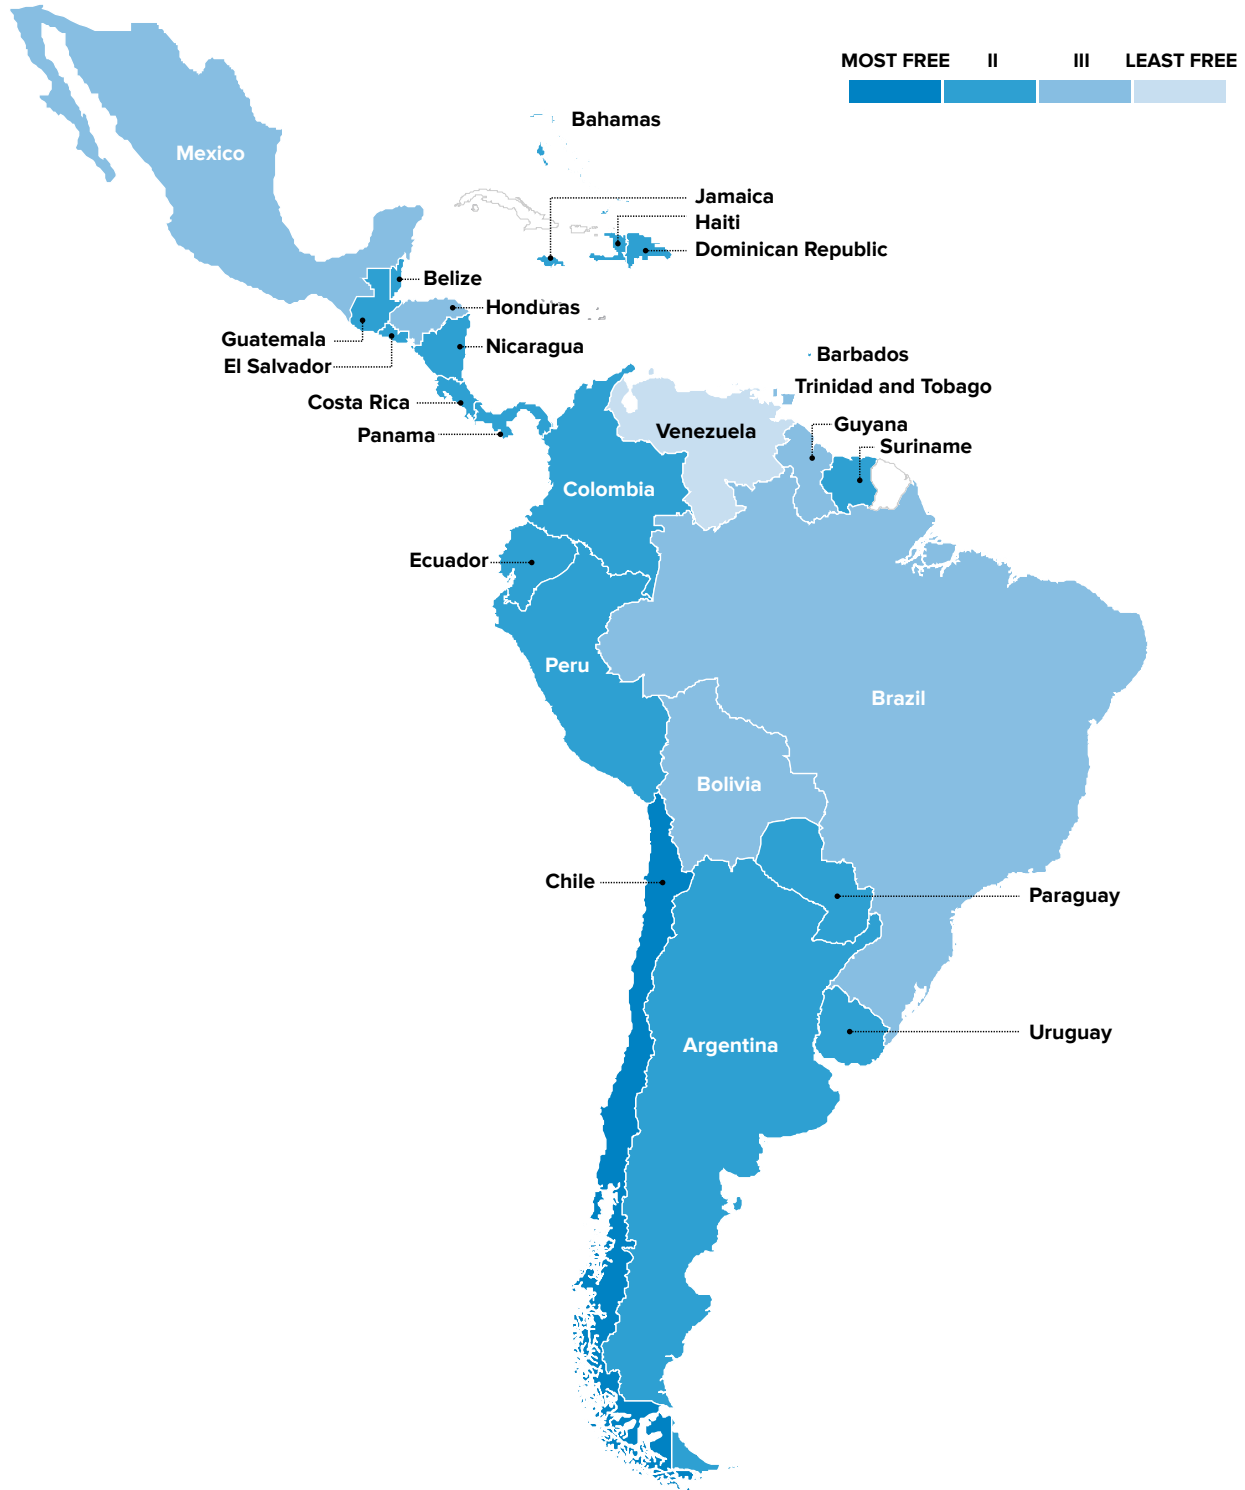 MOST FREE II III LEAST FREE
Bahamas
Mexico
Jamaica
Haiti
Dominican Republic
Belize
Honduras
Guatemala
Nicaragua
El Salvador
Barbados
Trinidad and Tobago
Costa Rica
Guyana
Panama
Venezuela
Suriname
Colombia
Ecuador
Peru
Brazil
Bolivia
Chile
Paraguay
Uruguay
Argentina